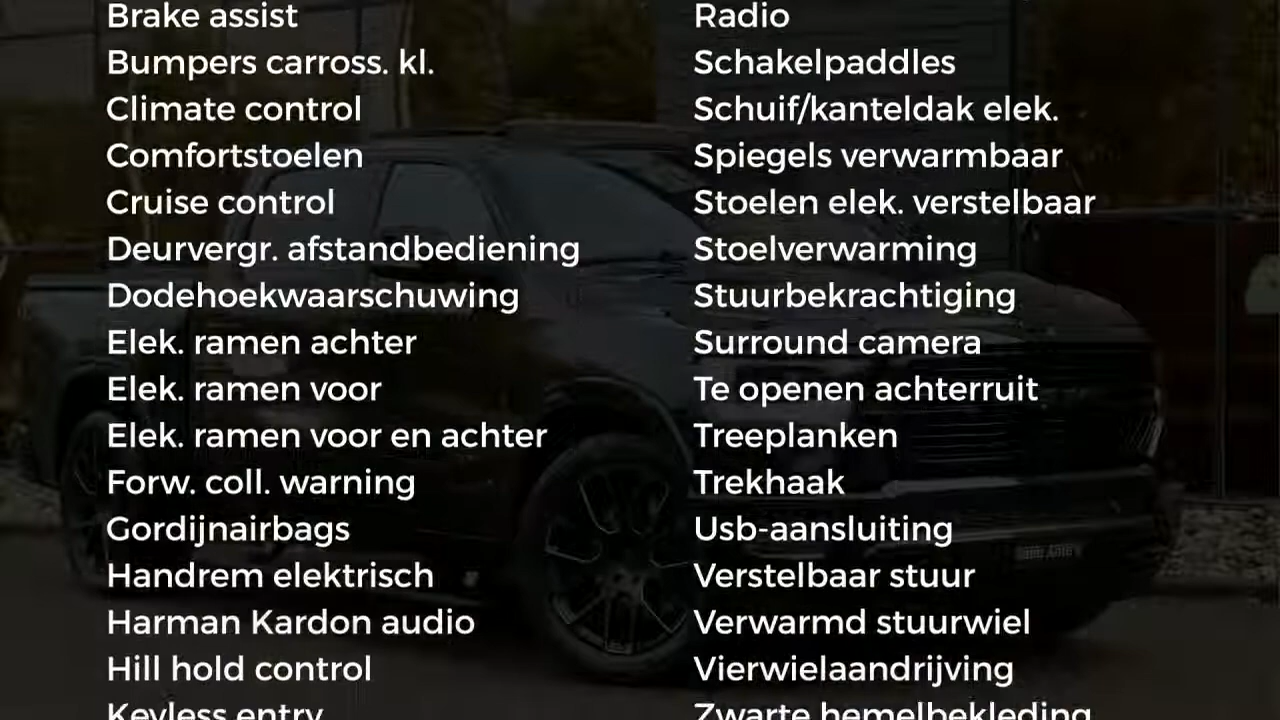 Brake assist
Bumpers carross. kl.
Climate control
Comfortstoelen
Cruise control
Deurvergr. afstandbediening
Dodehoekwaarschuwing
Elek. ramen achter
Elek. ramen voor
Elek. ramen voor en achter
Forw. coll. warning
Gordijnairbags
Handrem elektrisch
Harman Kardon audio
Hill hold control
Keyless entry
Radio
Schakelpaddles
Schuif/kanteldak elek.
Spiegels verwarmbaar
Stoelen elek. verstelbaar
Stoelverwarming
Stuurbekrachtiging
Surround camera
Te openen achterruit
Treeplanken
Trekhaak
Usb-aansluiting
Verstelbaar stuur
Verwarmd stuurwiel
Vierwielaandrijving
Zwarte hemelbekleding